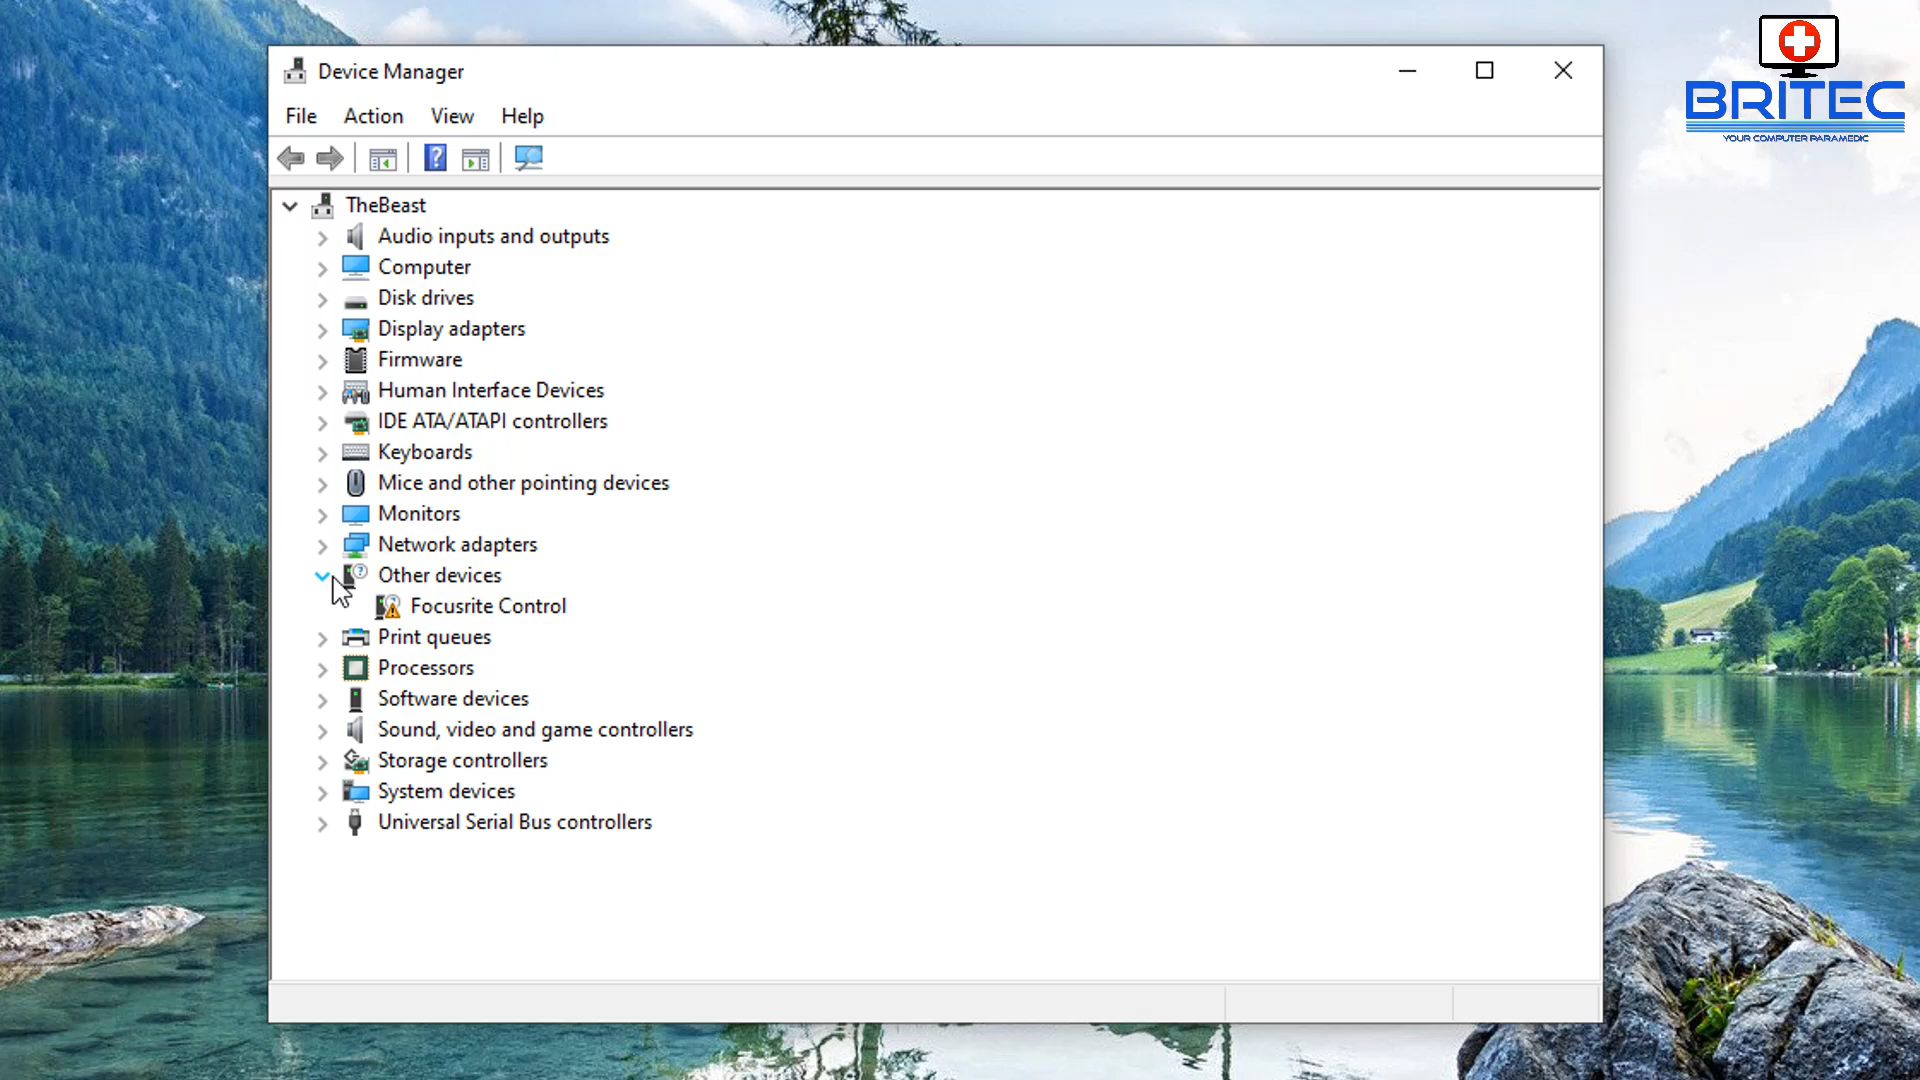 Device Manager
File Action View Help
TheBeast
Audio inputs and outputs
Computer
Disk drives
Display adapters
Firmware
Human Interface Devices
IDE ATA/ATAPI controllers
Keyboards
Mice and other pointing devices
Monitors
Network adapters
Other devices
Focusrite Control
Print queues
Processors
Software devices
Sound, video and game controllers
Storage controllers
System devices
Universal Serial Bus controllers
BRITEC
YOUR COMPUTER PARAMEDIC